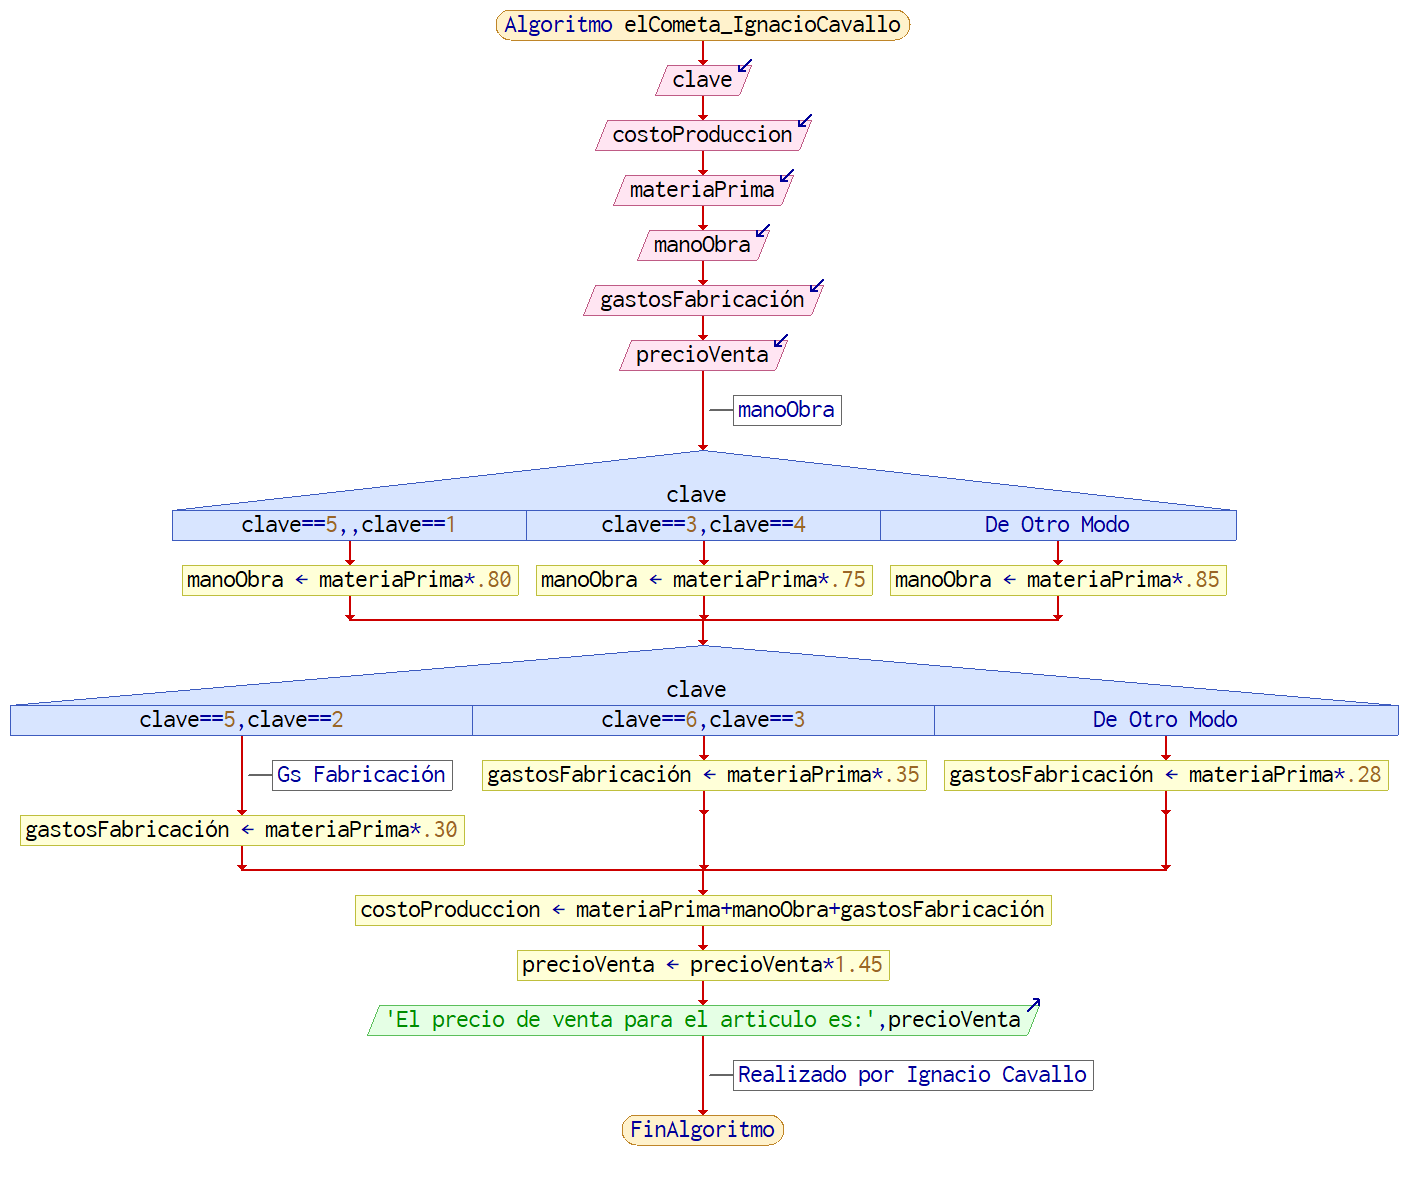 Algoritmo elCometa_IgnacioCavallo
clave
costoProduccion
materiaPrima
manoObra
gastosFabricación
precioVenta
manoObra
clave
clave==5,,clave==1
clave==3,clave==4
De Otro Modo
manoObra ← materiaPrima*.80
manoObra ← materiaPrima*.75
manoObra ← materiaPrima*.85
clave
clave==5,clave==2
clave==6,clave==3
De Otro Modo
Gs Fabricación
gastosFabricación ← materiaPrima*.35
gastosFabricación ← materiaPrima*.28
gastosFabricación ← materiaPrima*.30
costoProduccion ← materiaPrima+manoObra+gastosFabricación
precioVenta ← precioVenta*1.45
'El precio de venta para el articulo es:',precioVenta
Realizado por Ignacio Cavallo
FinAlgoritmo